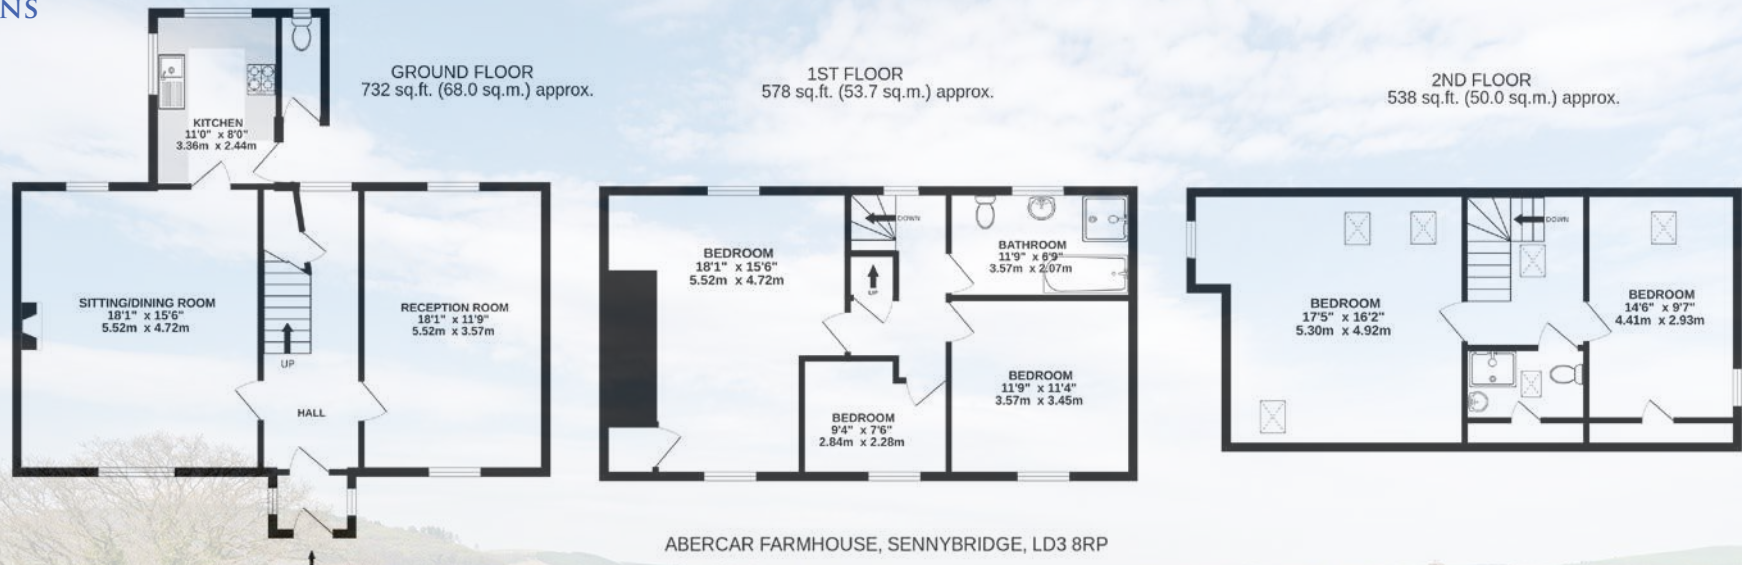 NS
GROUND FLOOR
732 sq.ft. (68.0 sq.m.) approx.
KITCHEN
11'0" x 8'0"
3.36m x 2.44m
SITTING/DINING ROOM
18'1" x 15'6"
5.52m x 4.72m
UP
HALL
RECEPTION ROOM
18'1" x 11'9"
5.52m x 3.57m
1ST FLOOR
578 sq.ft. (53.7 sq.m.) approx.
BEDROOM
18'1" x 15'6"
5.52m x 4.72m
DOWN
UP
BATHROOM
11'9" x 6'9"
3.57m x 2.07m
BEDROOM
9'4" x 7'6"
2.84m x 2.28m
BEDROOM
11'9" x 11'4"
3.57m x 3.45m
2ND FLOOR
538 sq.ft. (50.0 sq.m.) approx.
BEDROOM
17'5" x 16'2"
5.30m x 4.92m
DOWN
BEDROOM
14'6" x 9'7"
4.41m x 2.93m
ABERCAR FARMHOUSE, SENNYBRIDGE, LD3 8RP